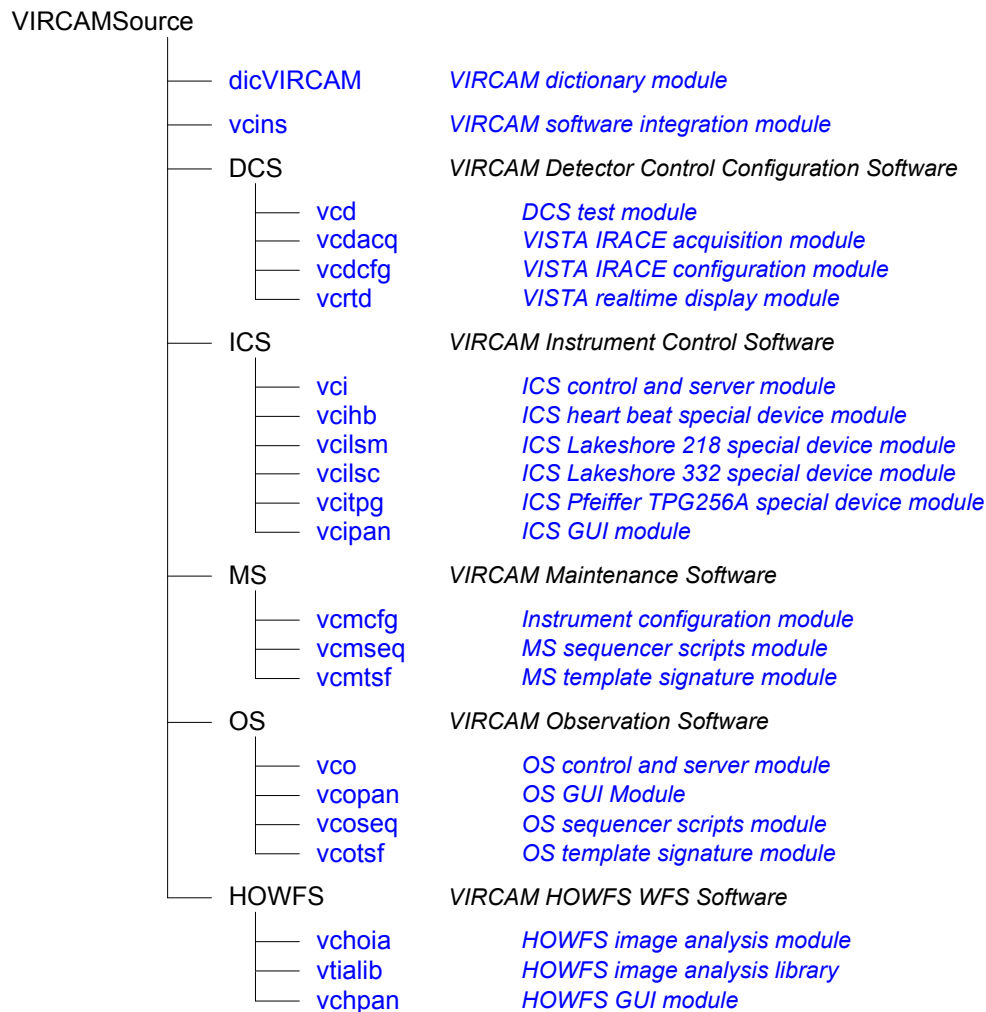 VIRCAMSource
dicVIRCAM VIRCAM dictionary module
vcins VIRCAM software integration module
DCS VIRCAM Detector Control Configuration Software
vcd DCS test module
vcdacq VISTA IRACE acquisition module
vcdcfg VISTA IRACE configuration module
vcrtd VISTA realtime display module
ICS VIRCAM Instrument Control Software
vci ICS control and server module
vcihb ICS heart beat special device module
vcilsm ICS Lakeshore 218 special device module
vcilsc ICS Lakeshore 332 special device module
vcitpg ICS Pfeiffer TPG256A special device module
vcipan ICS GUI module
MS VIRCAM Maintenance Software
vcmcfg Instrument configuration module
vcmseq MS sequencer scripts module
vcmtsf MS template signature module
OS VIRCAM Observation Software
vco OS control and server module
vcopan OS GUI Module
vcoseq OS sequencer scripts module
vcotsf OS template signature module
HOWFS VIRCAM HOWFS WFS Software
vchoia HOWFS image analysis module
vtialib HOWFS image analysis library
vchpan HOWFS GUI module